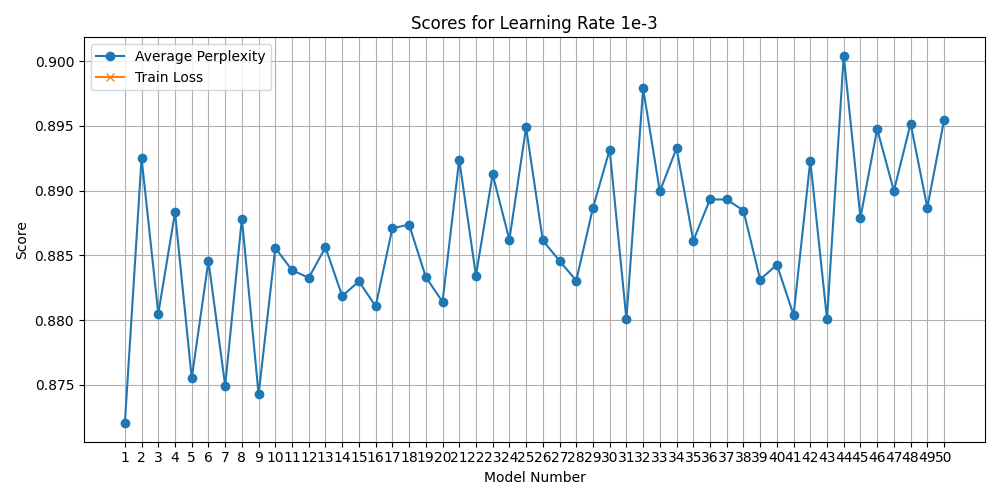 Scores for Learning Rate 1e-3
Average Perplexity
Train Loss
0.900
0.895
0.890
0.885
0.880
0.875
Score
1 2 3 4 5 6 7 8 9 10 11 12 13 14 15 16 17 18 19 20 21 22 23 24 25 26 27 28 29 30 31 32 33 34 35 36 37 38 39 40 41 42 43 44 45 46 47 48 49 50
Model Number